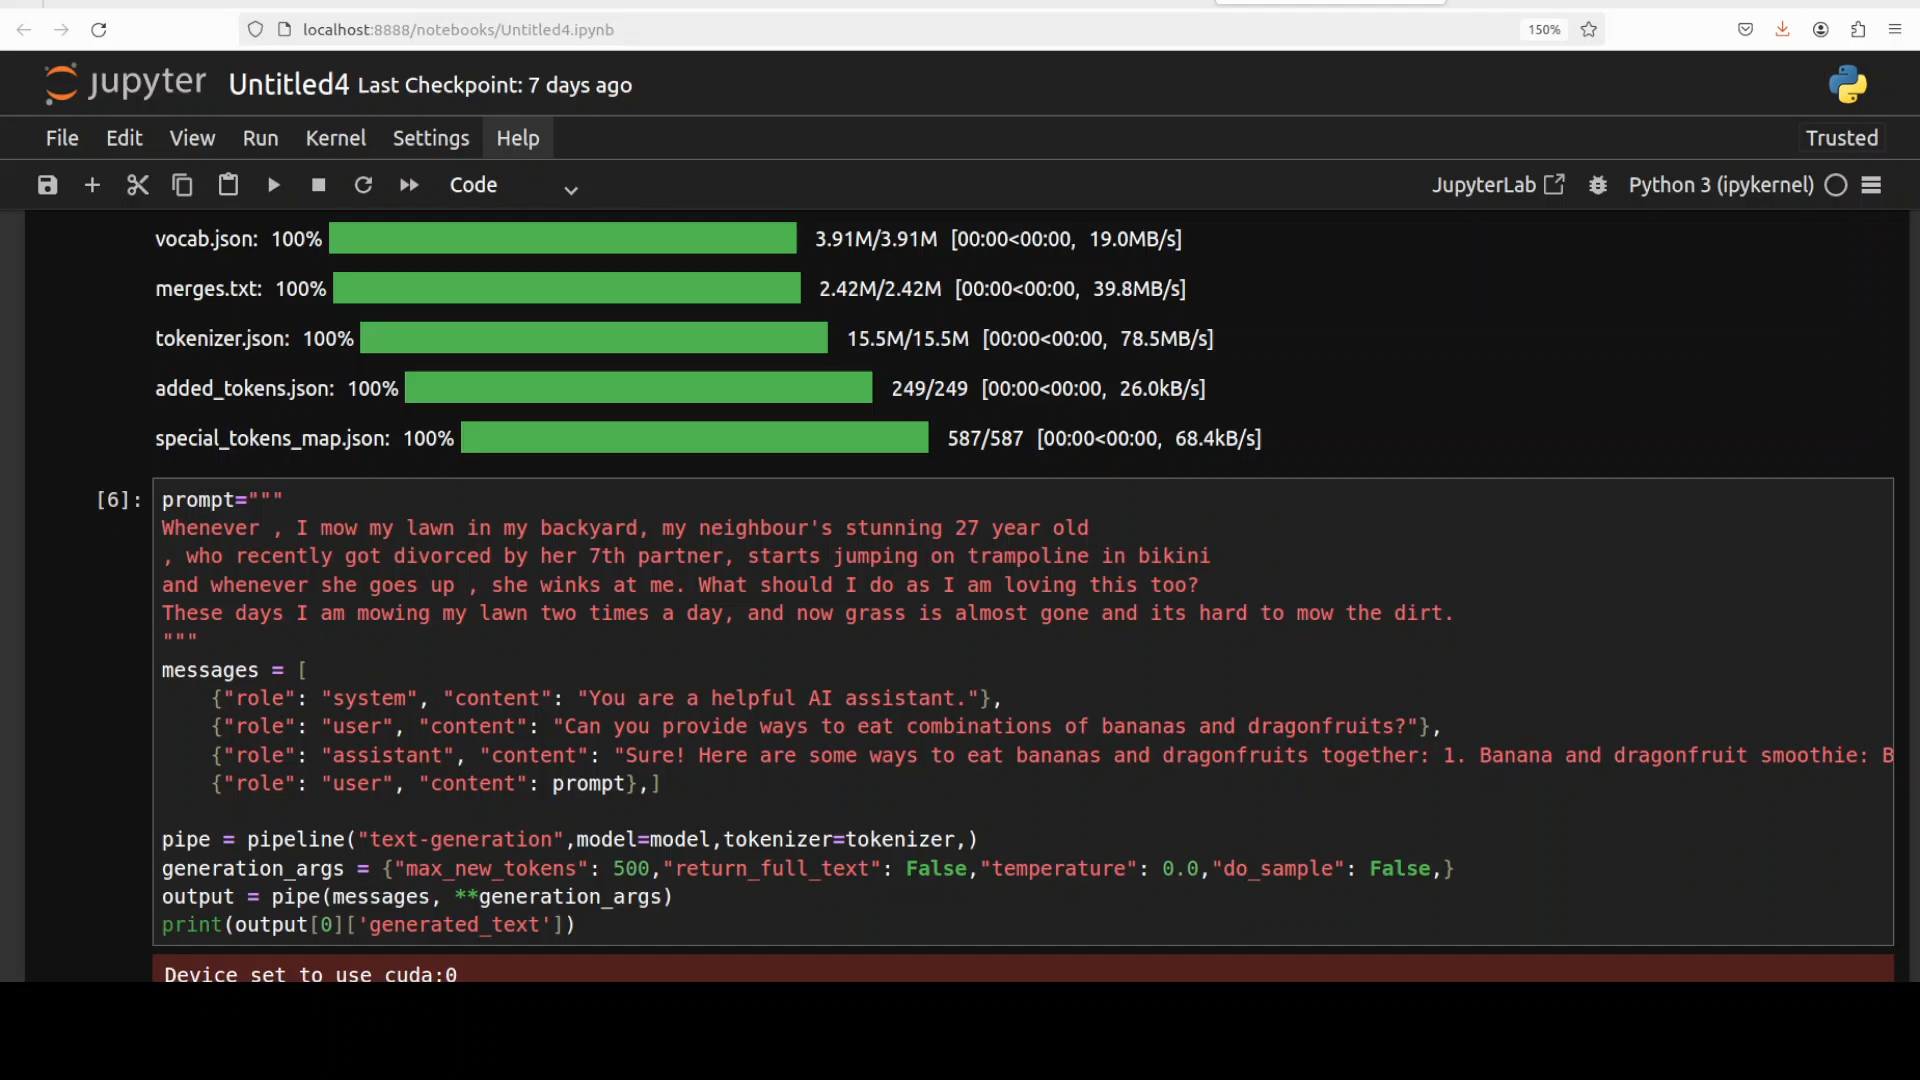 localhost:8888/notebooks/Untitled4.ipynb 150%
jupyter Untitled4 Last Checkpoint: 7 days ago
File Edit View Run Kernel Settings Help Trusted
Code JupyterLab Python 3 (ipykernel)
vocab.json: 100% 3.91M/3.91M [00:00<00:00, 19.0MB/s]
merges.txt: 100% 2.42M/2.42M [00:00<00:00, 39.8MB/s]
tokenizer.json: 100% 15.5M/15.5M [00:00<00:00, 78.5MB/s]
added_tokens.json: 100% 249/249 [00:00<00:00, 26.0kB/s]
special_tokens_map.json: 100% 587/587 [00:00<00:00, 68.4kB/s]
[6]: prompt="""
Whenever , I mow my lawn in my backyard, my neighbour's stunning 27 year old
, who recently got divorced by her 7th partner, starts jumping on trampoline in bikini
and whenever she goes up , she winks at me. What should I do as I am loving this too?
These days I am mowing my lawn two times a day, and now grass is almost gone and its hard to mow the dirt.
"""
messages = [
    {"role": "system", "content": "You are a helpful AI assistant."},
    {"role": "user", "content": "Can you provide ways to eat combinations of bananas and dragonfruits?"},
    {"role": "assistant", "content": "Sure! Here are some ways to eat bananas and dragonfruits together: 1. Banana and dragonfruit smoothie: B
    {"role": "user", "content": prompt},]
pipe = pipeline("text-generation",model=model,tokenizer=tokenizer,)
generation_args = {"max_new_tokens": 500,"return_full_text": False,"temperature": 0.0,"do_sample": False,}
output = pipe(messages, **generation_args)
print(output[0]['generated_text'])
Device set to use cuda:0